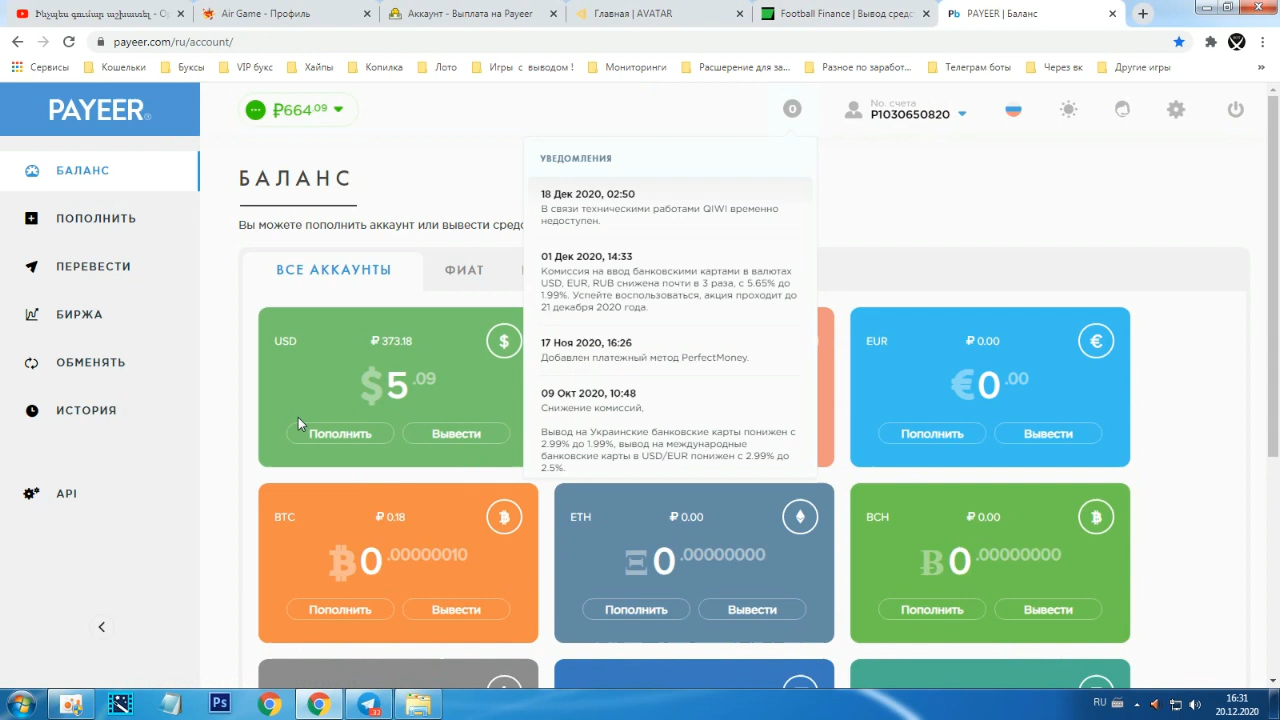 Ինչպես գումար աշխատել - O
Air Game - Профиль
Аккаунт - Выплата на Payeer
Главная | AVATAR
Football Finance | Вывод средс
PAYEER | Баланс
payeer.com/ru/account/
Сервисы
Кошельки
Буксы
VIP букс
Хайпы
Копилка
Лото
Игры с выводом !
Мониторинги
Расшерение для за...
Разное по заработ...
Телеграм боты
Через вк
Другие игры
»
PAYEER®
₽664.09
0
No. счета
P1030650820
БАЛАНС
ПОПОЛНИТЬ
ПЕРЕВЕСТИ
БИРЖА
ОБМЕНЯТЬ
ИСТОРИЯ
API
БАЛАНС
Вы можете пополнить аккаунт или вывести средс
ВСЕ АККАУНТЫ
ФИАТ
УВЕДОМЛЕНИЯ
18 Дек 2020, 02:50
В связи техническими работами QIWI временно
недоступен.
01 Дек 2020, 14:33
Комиссия на ввод банковскими картами в валютах
USD, EUR, RUB снижена почти в 3 раза, с 5.65% до
1.99%. Успейте воспользоваться, акция проходит до
21 декабря 2020 года.
17 Ноя 2020, 16:26
Добавлен платежный метод PerfectMoney.
09 Окт 2020, 10:48
Снижение комиссий,
Вывод на Украинские банковские карты понижен с
2.99% до 1.99%, вывод на международные
банковские карты в USD/EUR понижен с 2.99% до
2.5%.
USD ₽ 373.18 $
$5.09
Пополнить Вывести
EUR ₽ 0.00 €
€0.00
Пополнить Вывести
BTC ₽ 0.18
0.00000010
Пополнить Вывести
ETH ₽ 0.00
Ξ0.00000000
Пополнить Вывести
BCH ₽ 0.00
0.00000000
Пополнить Вывести
Ps
33
RU
16:31
20.12.2020